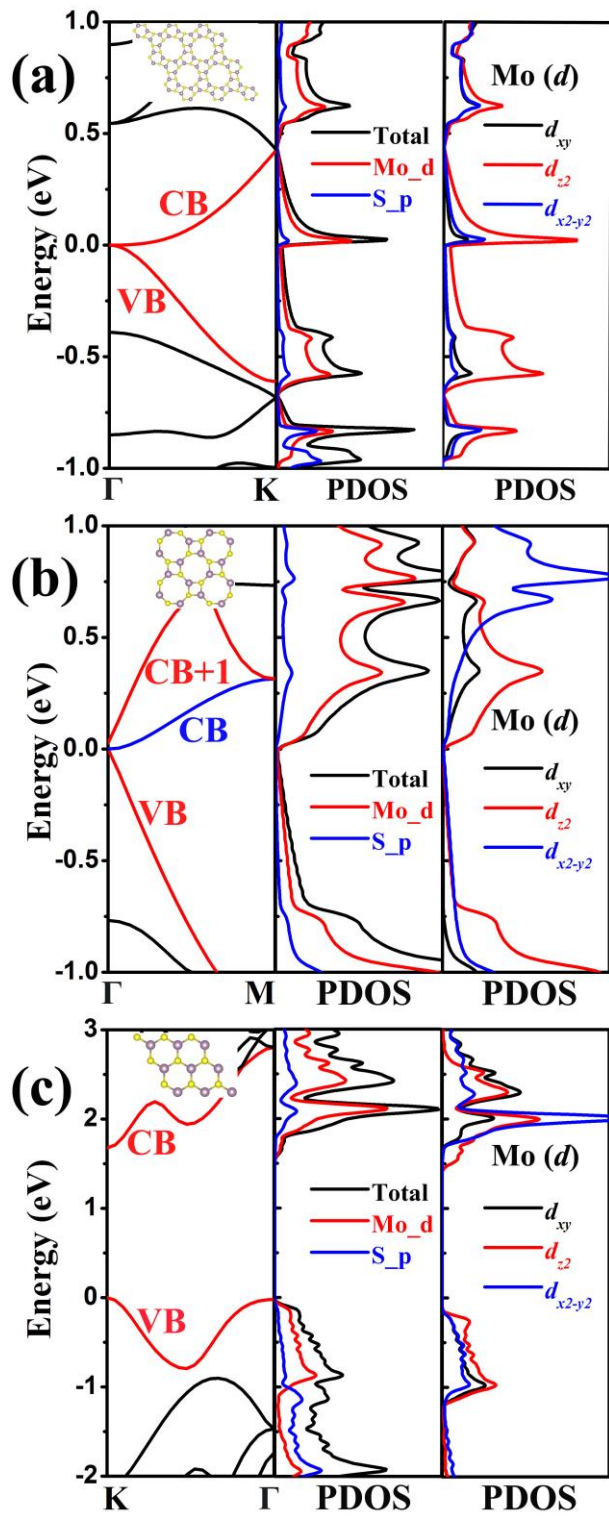 (a)
Energy (eV)
1.0
0.5
0.0
-0.5
-1.0
CB
VB
Γ
K
Total
Mo_d
S_p
PDOS
Mo (d)
d_xy
d_z2
d_x2-y2
PDOS
(b)
Energy (eV)
1.0
0.5
0.0
-0.5
-1.0
CB+1
CB
VB
Γ
M
Total
Mo_d
S_p
PDOS
Mo (d)
d_xy
d_z2
d_x2-y2
PDOS
(c)
Energy (eV)
3
2
1
0
-1
-2
CB
VB
K
Γ
Total
Mo_d
S_p
PDOS
Mo (d)
d_xy
d_z2
d_x2-y2
PDOS